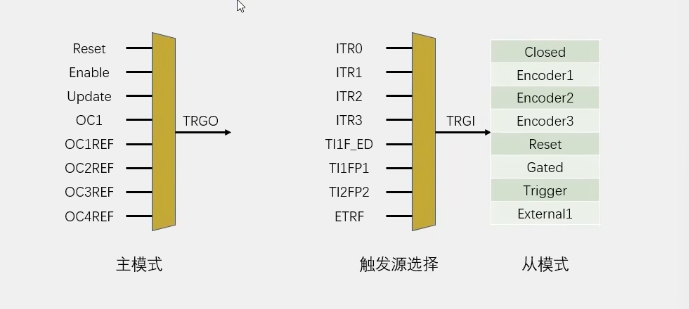 Reset
Enable
Update
OC1
OC1REF
OC2REF
OC3REF
OC4REF
TRGO
主模式
ITR0
ITR1
ITR2
ITR3
TI1F_ED
TI1FP1
TI2FP2
ETRF
TRGI
触发源选择
Closed
Encoder1
Encoder2
Encoder3
Reset
Gated
Trigger
External1
从模式